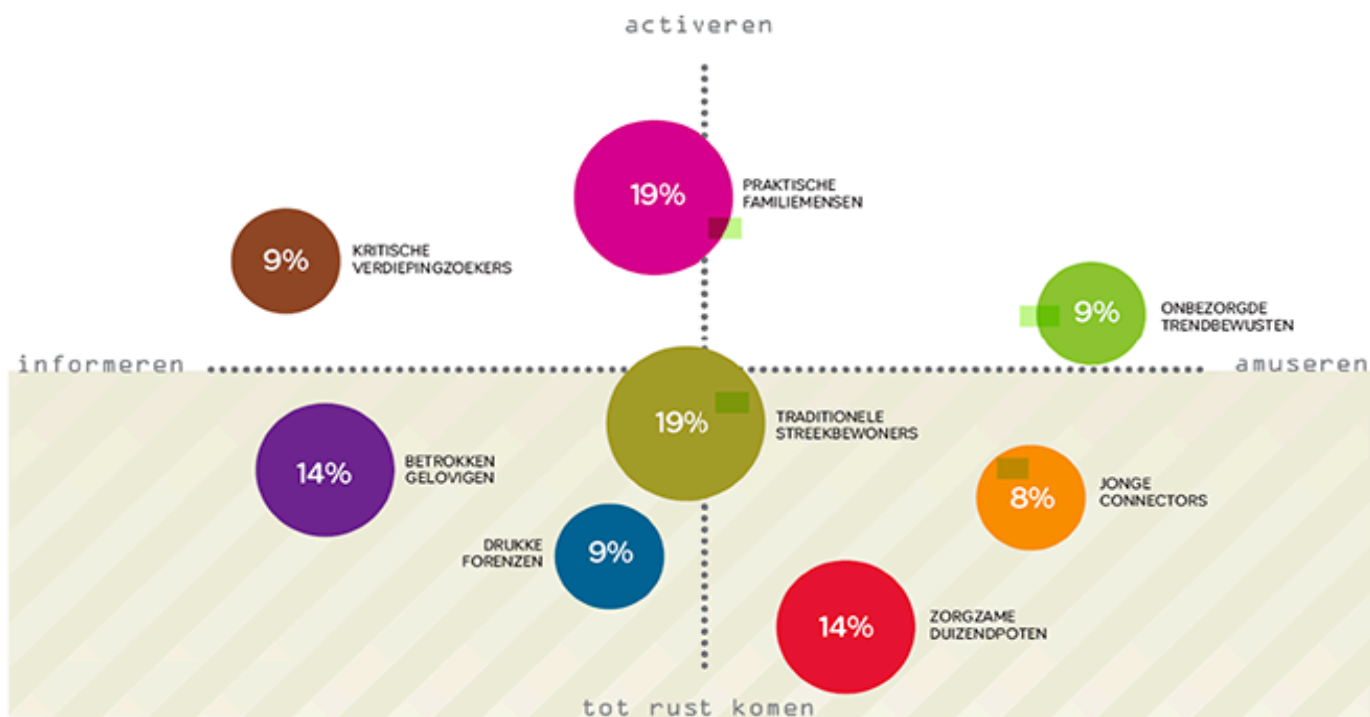 activeren
19%
PRAKTISCHE
FAMILIEMENSEN
9%
KRITISCHE
VERDIEPINGZOEKERS
9%
ONBEZORGDE
TRENDBEWUSTEN
informeren
amuseren
19%
TRADITIONELE
STREEKBEWONERS
14%
BETROKKEN
GELOVIGEN
8%
JONGE
CONNECTORS
DRUKKE
FORENZEN
9%
14%
ZORGZAME
DUIZENDPOTEN
tot rust komen